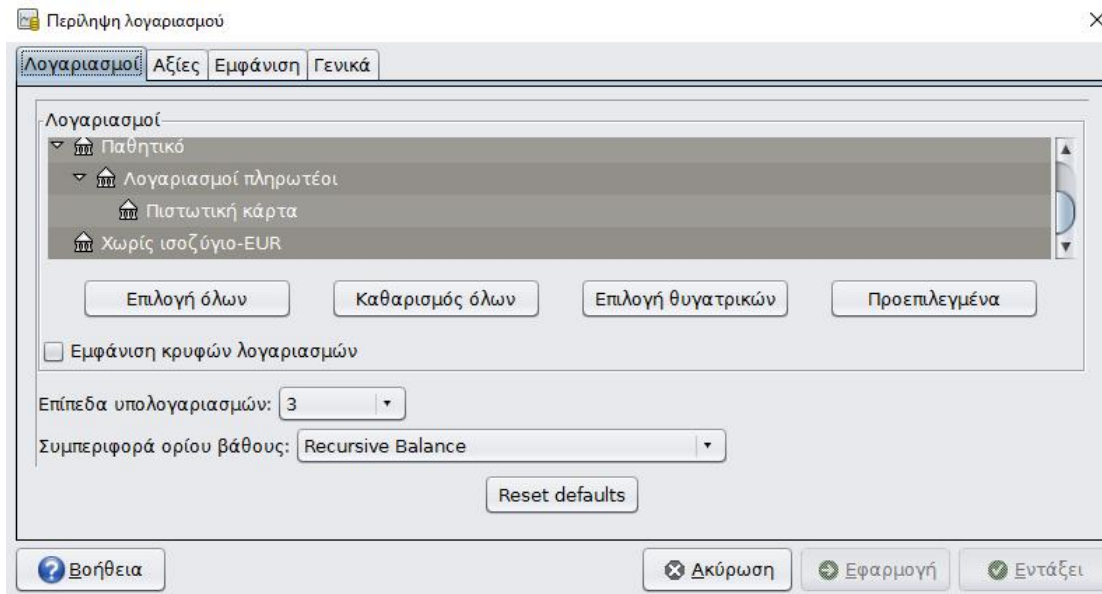 Περίληψη λογαριασμού
Λογαριασμοί Αξίες Εμφάνιση Γενικά
Λογαριασμοί
Παθητικό
Λογαριασμοί πληρωτέοι
Πιστωτική κάρτα
Χωρίς ισοζύγιο-EUR
Επιλογή όλων Καθαρισμός όλων Επιλογή θυγατρικών Προεπιλεγμένα
Εμφάνιση κρυφών λογαριασμών
Επίπεδα υπολογαριασμών: 3
Συμπεριφορά ορίου βάθους: Recursive Balance
Reset defaults
Βοήθεια Ακύρωση Εφαρμογή Εντάξει